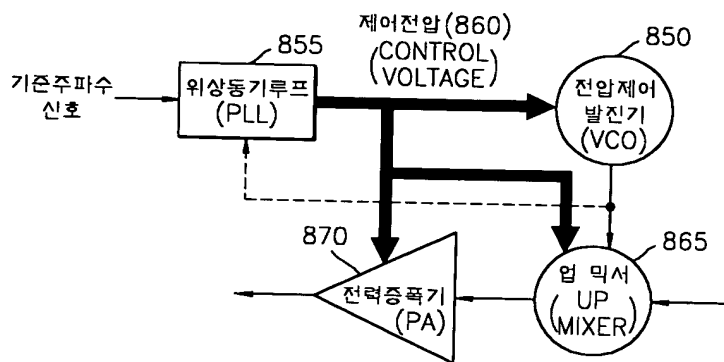 855
제어전압(860)
(CONTROL
VOLTAGE)
850
기준주파수
신호
위상동기루프
(PLL)
전압제어
발진기
(VCO)
870
865
전력증폭기
(PA)
업 믹서
(UP
MIXER)